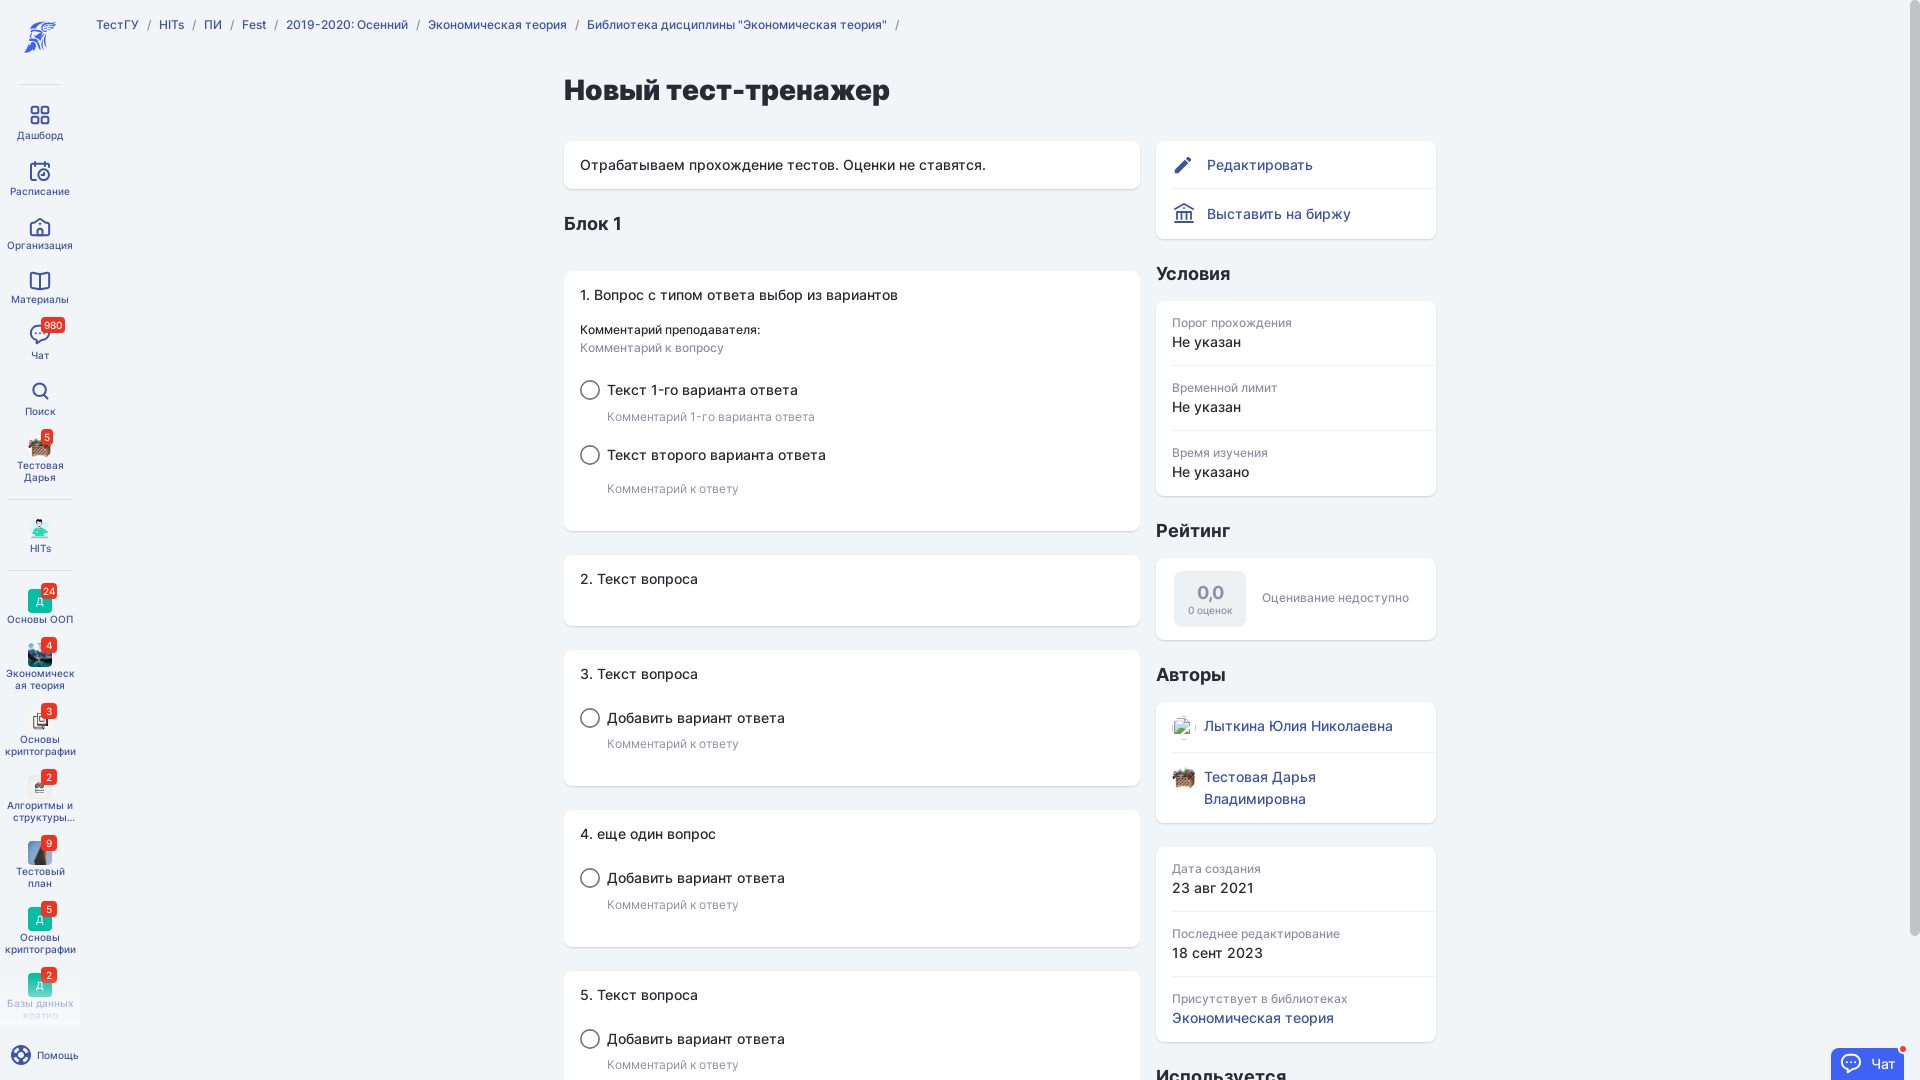 ТестГУ / HITs / ПИ / Fest / 2019-2020: Осенний / Экономическая теория / Библиотека дисциплины "Экономическая теория" /
Дашборд
Расписание
Организация
Материалы
980
Чат
Поиск
5
Тестовая
Дарья
HITs
24
Д
Основы ООП
4
Экономическ
ая теория
3
Основы
криптографии
2
Алгоритмы и
структуры...
9
Тестовый
план
5
Д
Основы
криптографии
2
Д
Базы данных
кратко
Помощь
Новый тест-тренажер
Отрабатываем прохождение тестов. Оценки не ставятся.
Блок 1
1. Вопрос с типом ответа выбор из вариантов
Комментарий преподавателя:
Комментарий к вопросу
Текст 1-го варианта ответа
Комментарий 1-го варианта ответа
Текст второго варианта ответа
Комментарий к ответу
2. Текст вопроса
3. Текст вопроса
Добавить вариант ответа
Комментарий к ответу
4. еще один вопрос
Добавить вариант ответа
Комментарий к ответу
5. Текст вопроса
Добавить вариант ответа
Комментарий к ответу
Редактировать
Выставить на биржу
Условия
Порог прохождения
Не указан
Временной лимит
Не указан
Время изучения
Не указано
Рейтинг
0,0
0 оценок
Оценивание недоступно
Авторы
Лыткина Юлия Николаевна
Тестовая Дарья
Владимировна
Дата создания
23 авг 2021
Последнее редактирование
18 сент 2023
Присутствует в библиотеках
Экономическая теория
Используется
Чат